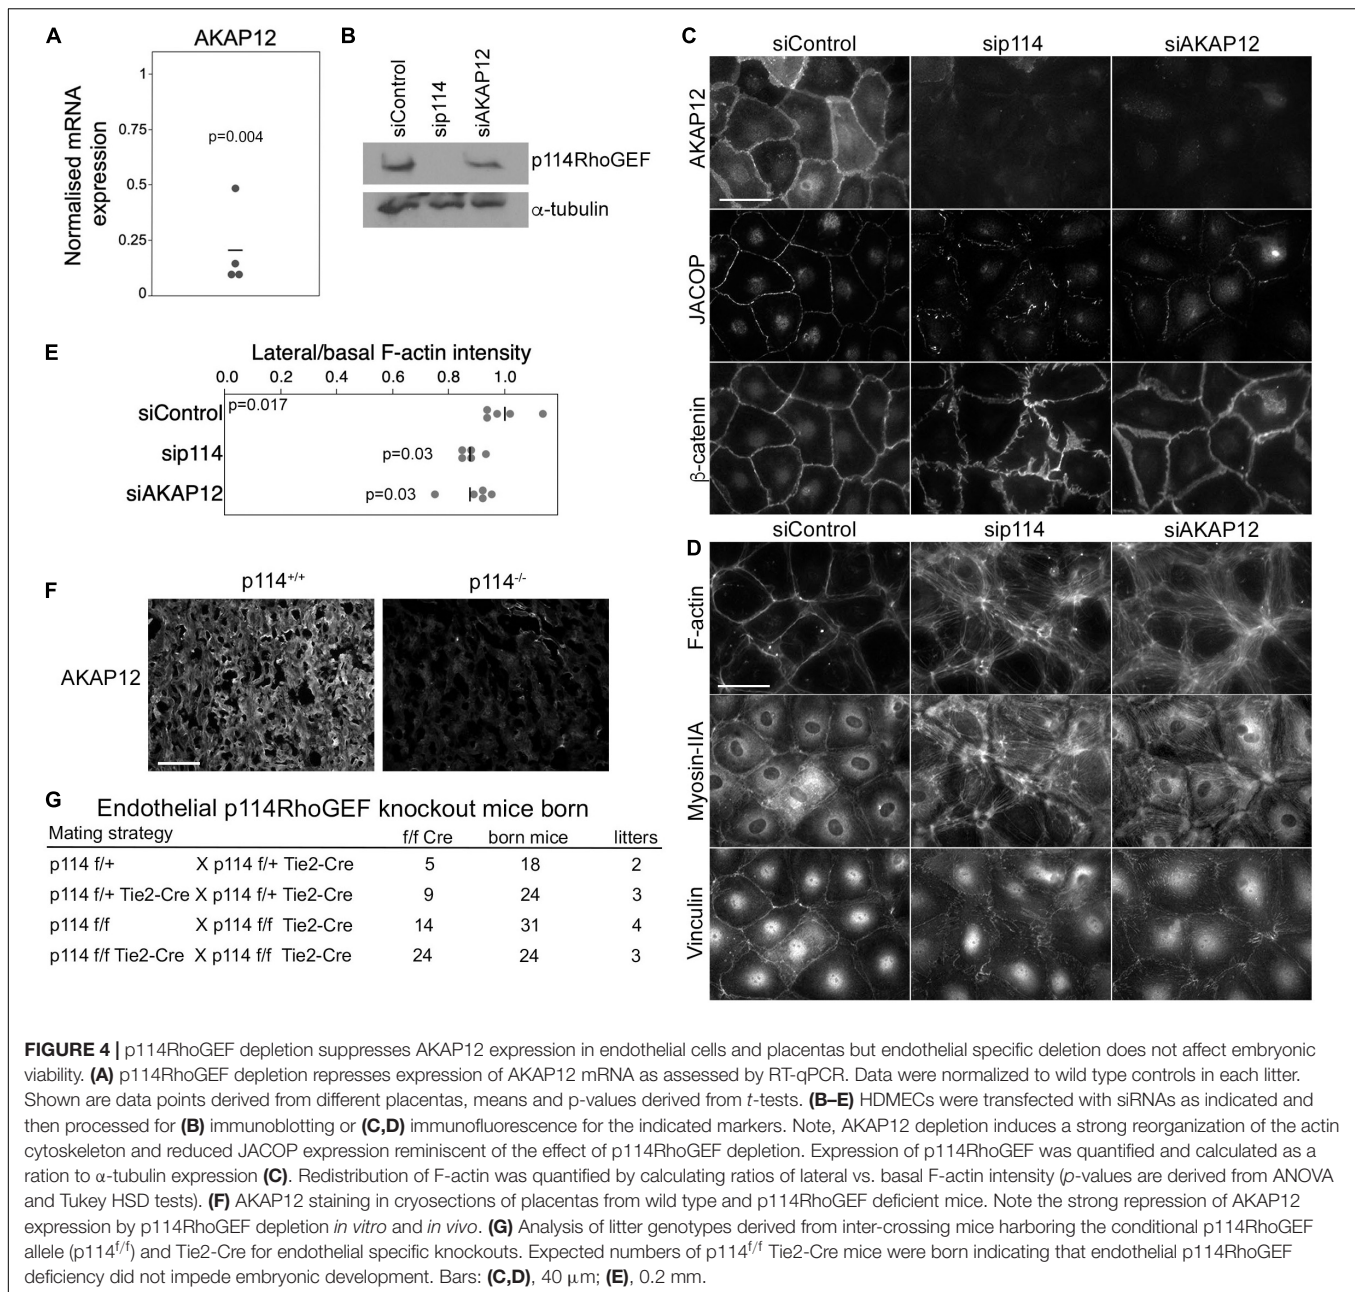 A
AKAP12
Normalised mRNA
expression
1
0.75
0.5
0.25
0
p=0.004
B
siControl
sip114
siAKAP12
p114RhoGEF
α-tubulin
C
siControl sip114 siAKAP12
AKAP12
JACOP
β-catenin
E
Lateral/basal F-actin intensity
0.0 0.2 0.4 0.6 0.8 1.0
siControl p=0.017
sip114 p=0.03
siAKAP12 p=0.03
D
siControl sip114 siAKAP12
F-actin
Myosin-IIA
Vinculin
F
p114+/+ p114-/-
AKAP12
G
Endothelial p114RhoGEF knockout mice born
Mating strategy f/f Cre born mice litters
p114 f/+ X p114 f/+ Tie2-Cre 5 18 2
p114 f/+ Tie2-Cre X p114 f/+ Tie2-Cre 9 24 3
p114 f/f X p114 f/f Tie2-Cre 14 31 4
p114 f/f Tie2-Cre X p114 f/f Tie2-Cre 24 24 3
FIGURE 4 | p114RhoGEF depletion suppresses AKAP12 expression in endothelial cells and placentas but endothelial specific deletion does not affect embryonic
viability. (A) p114RhoGEF depletion represses expression of AKAP12 mRNA as assessed by RT-qPCR. Data were normalized to wild type controls in each litter.
Shown are data points derived from different placentas, means and p-values derived from t-tests. (B–E) HDMECs were transfected with siRNAs as indicated and
then processed for (B) immunoblotting or (C,D) immunofluorescence for the indicated markers. Note, AKAP12 depletion induces a strong reorganization of the actin
cytoskeleton and reduced JACOP expression reminiscent of the effect of p114RhoGEF depletion. Expression of p114RhoGEF was quantified and calculated as a
ration to α-tubulin expression (C). Redistribution of F-actin was quantified by calculating ratios of lateral vs. basal F-actin intensity (p-values are derived from ANOVA
and Tukey HSD tests). (F) AKAP12 staining in cryosections of placentas from wild type and p114RhoGEF deficient mice. Note the strong repression of AKAP12
expression by p114RhoGEF depletion in vitro and in vivo. (G) Analysis of litter genotypes derived from inter-crossing mice harboring the conditional p114RhoGEF
allele (p114f/f) and Tie2-Cre for endothelial specific knockouts. Expected numbers of p114f/f Tie2-Cre mice were born indicating that endothelial p114RhoGEF
deficiency did not impede embryonic development. Bars: (C,D), 40 μm; (E), 0.2 mm.